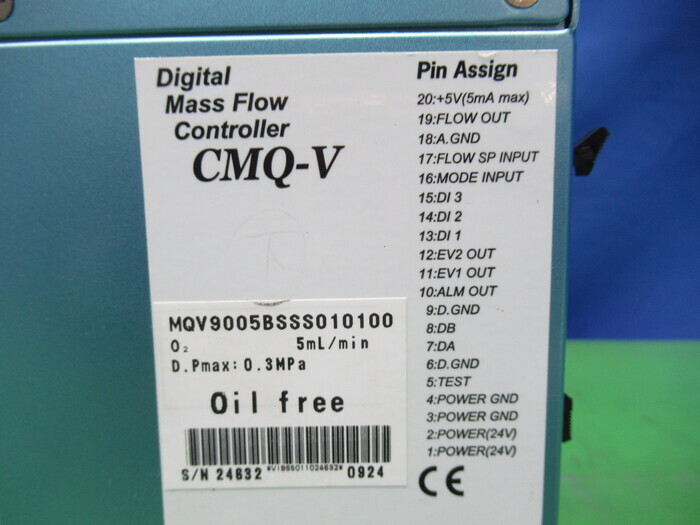 Digital
Mass Flow
Controller
CMQ-V
MQV9005BSSS010100
O₂ 5mL/min
D.Pmax: 0.3MPa
Oil free
S/N 24632 0924
Pin Assign
20:+5V(5mA max)
19:FLOW OUT
18:A.GND
17:FLOW SP INPUT
16:MODE INPUT
15:DI 3
14:DI 2
13:DI 1
12:EV2 OUT
11:EV1 OUT
10:ALM OUT
9:D.GND
8:DB
7:DA
6:D.GND
5:TEST
4:POWER GND
3:POWER GND
2:POWER(24V)
1:POWER(24V)
CE